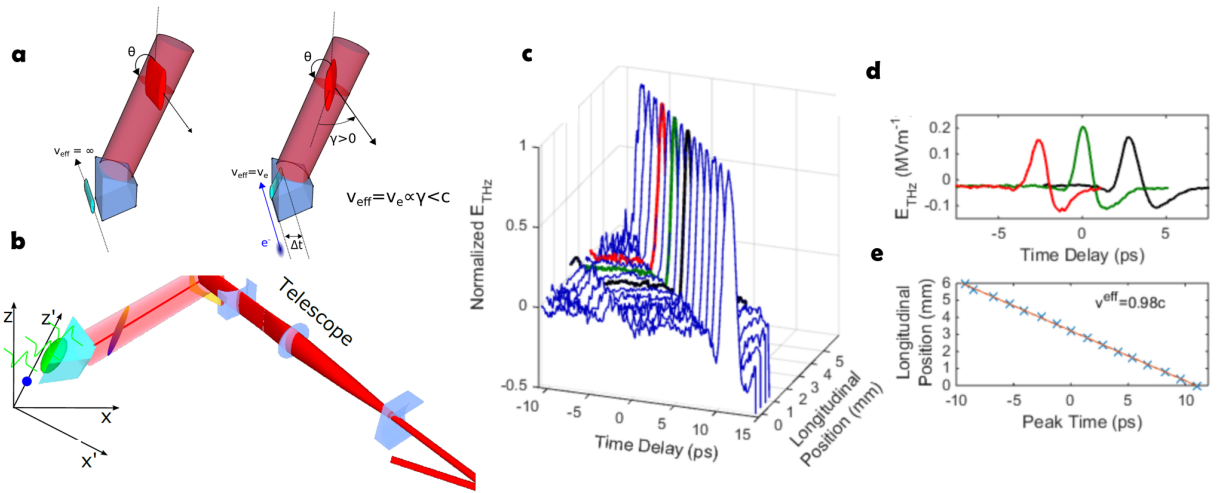 a
θ
v_eff = ∞
θ
γ>0
v_eff=v_e
v_eff=v_e∝γ<c
e-
Δt
b
Z
Z'
X
X'
Telescope
c
Normalized E_THz
1
0.5
0
-0.5
-10
-5
0
5
10
15
Time Delay (ps)
0
1
2
3
4
5
Longitudinal
Position (mm)
d
E_THz (MVm⁻¹)
0.2
0.1
0
-0.1
-5
0
5
Time Delay (ps)
e
Longitudinal
Position (mm)
6
5
4
3
2
1
0
v^eff=0.98c
-10
-5
0
5
10
Peak Time (ps)